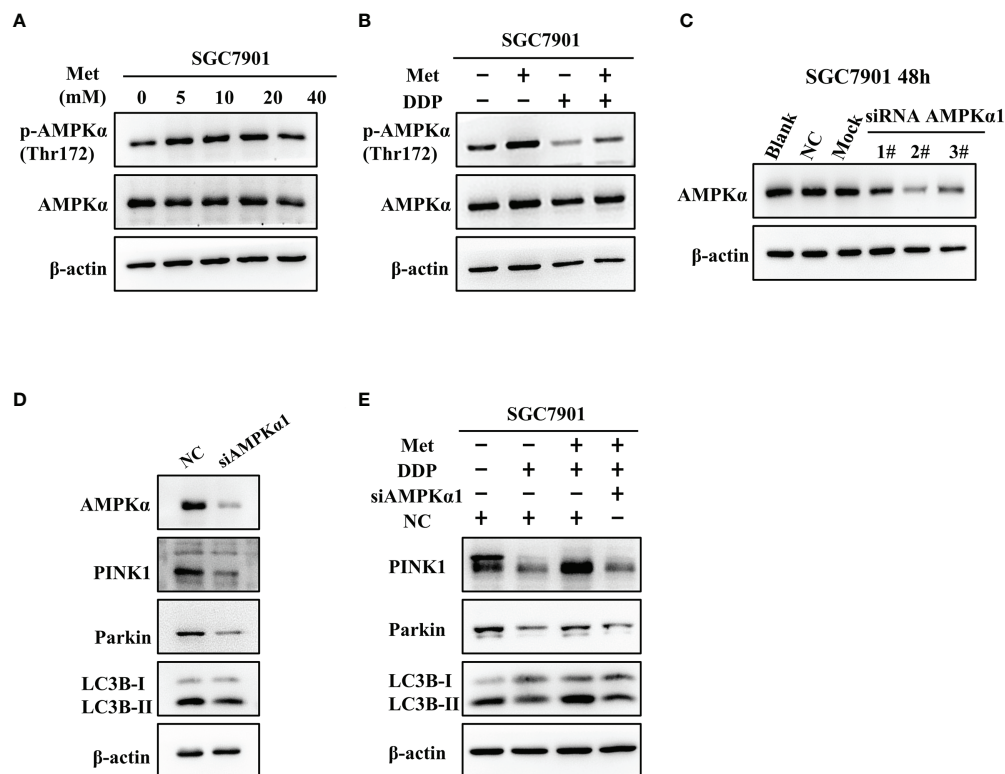 A
SGC7901
Met
(mM)
0 5 10 20 40
p-AMPKα
(Thr172)
AMPKα
β-actin
B
SGC7901
Met − + − +
DDP − − + +
p-AMPKα
(Thr172)
AMPKα
β-actin
C
SGC7901 48h
Blank NC Mock siRNA AMPKα1
1# 2# 3#
AMPKα
β-actin
D
NC siAMPKα1
AMPKα
PINK1
Parkin
LC3B-I
LC3B-II
β-actin
E
SGC7901
Met − − + +
DDP − + + +
siAMPKα1 − − − +
NC + + + −
PINK1
Parkin
LC3B-I
LC3B-II
β-actin